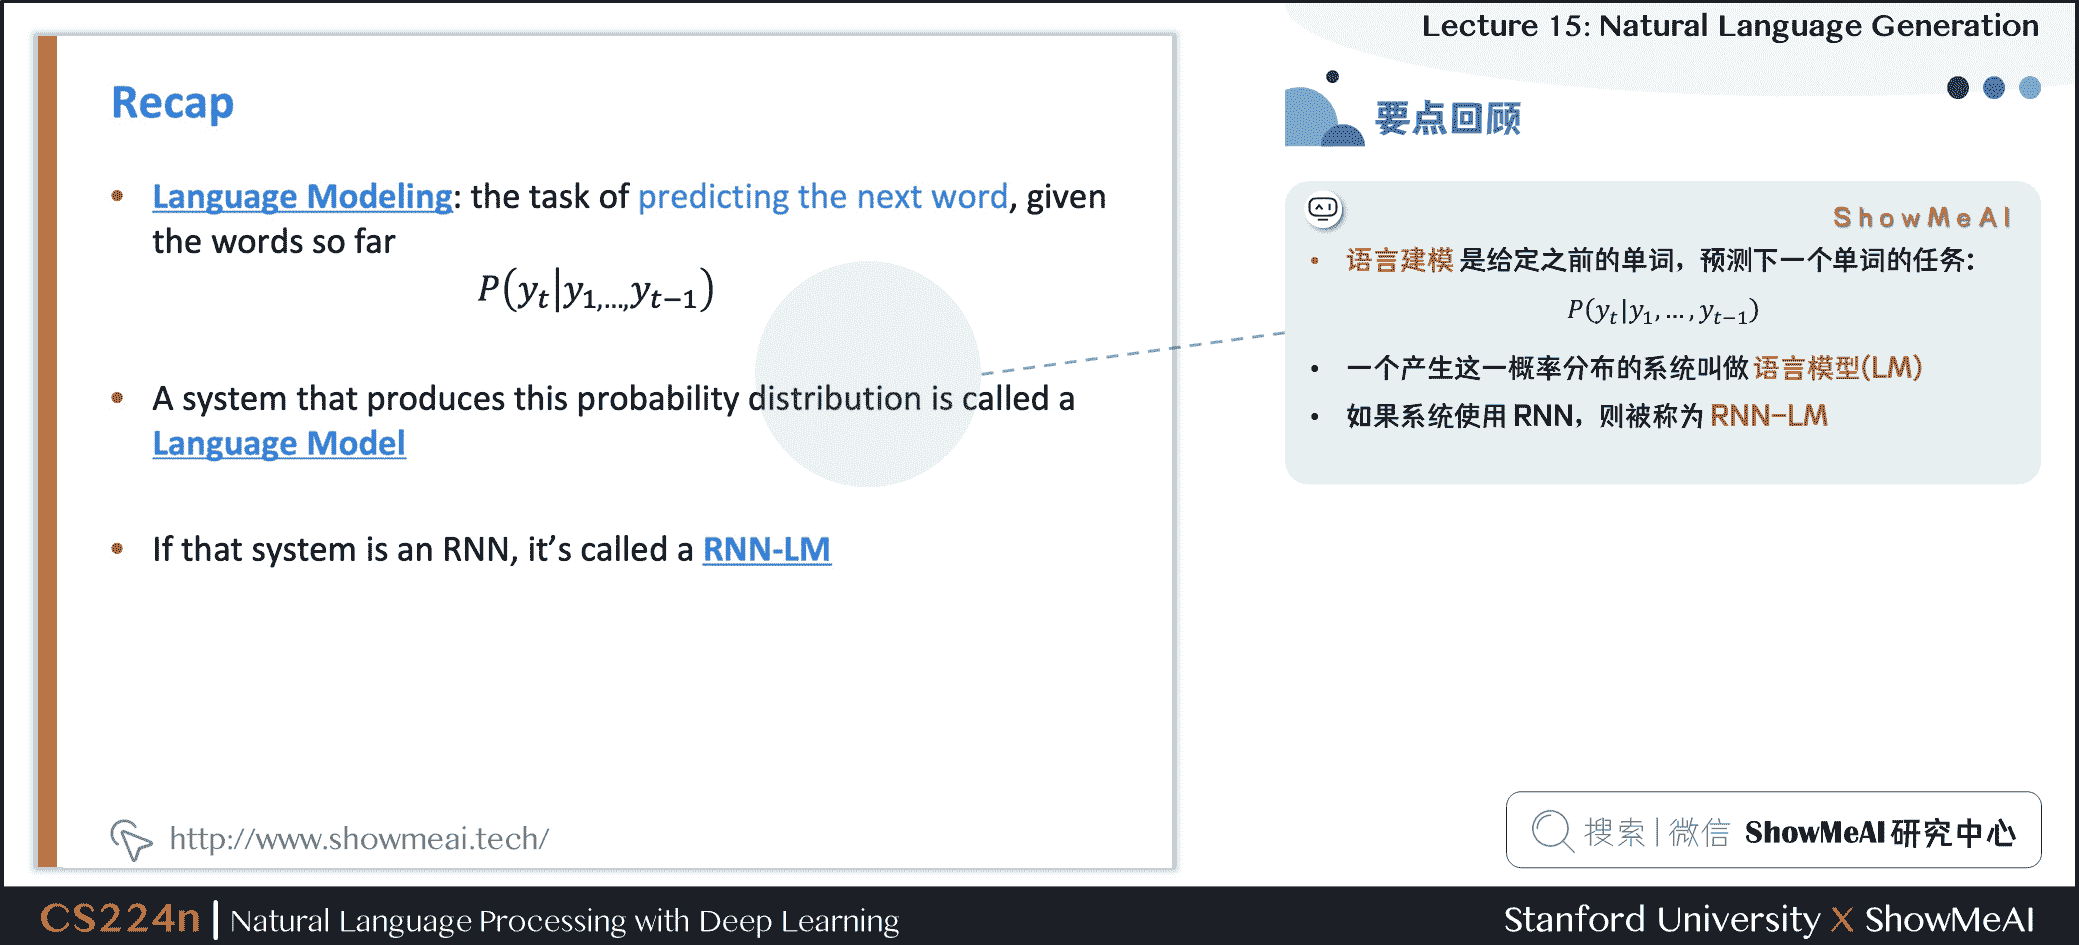 Lecture 15: Natural Language Generation
Recap
• Language Modeling: the task of predicting the next word, given
the words so far
P(y_t|y_{1,...,}y_{t−1})
• A system that produces this probability distribution is called a
Language Model
• If that system is an RNN, it’s called a RNN-LM
http://www.showmeai.tech/
要点回顾
ShowMeAI
• 语言建模 是给定之前的单词，预测下一个单词的任务：
P(y_t|y_1, … , y_{t−1})
• 一个产生这一概率分布的系统叫做 语言模型(LM)
• 如果系统使用 RNN，则被称为 RNN-LM
搜索 | 微信 ShowMeAI 研究中心
CS224n | Natural Language Processing with Deep Learning
Stanford University X ShowMeAI